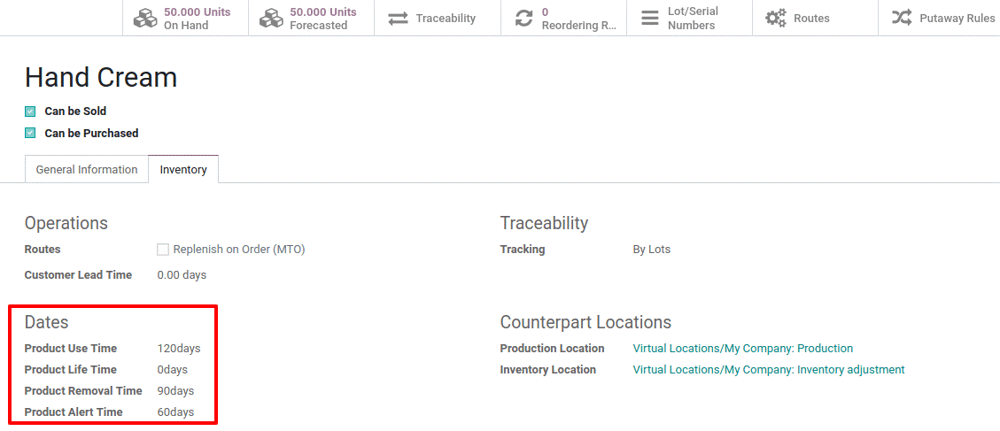 50.000 Units
On Hand
50.000 Units
Forecasted
Traceability
0
Reordering R...
Lot/Serial
Numbers
Routes
Putaway Rules
Hand Cream
Can be Sold
Can be Purchased
General Information
Inventory
Operations
Routes
Replenish on Order (MTO)
Customer Lead Time
0.00 days
Traceability
Tracking
By Lots
Dates
Product Use Time
120days
Product Life Time
0days
Product Removal Time
90days
Product Alert Time
60days
Counterpart Locations
Production Location
Virtual Locations/My Company: Production
Inventory Location
Virtual Locations/My Company: Inventory adjustment